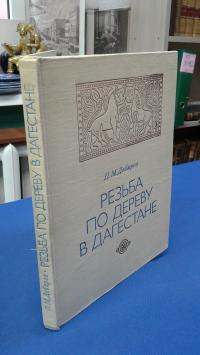 П.М.Дебиров
РЕЗЬБА
ПО ДЕРЕВУ
В ДАГЕСТАНЕ
П.М.Дебиров • РЕЗЬБА ПО ДЕРЕВУ В ДАГЕСТАНЕ